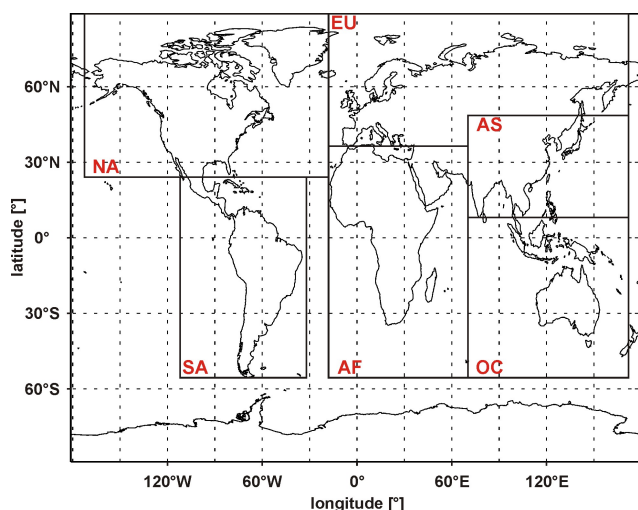 EU
60°N
AS
30°N
NA
latitude [°]
0°
30°S
SA
AF
OC
60°S
120°W
60°W
0°
60°E
120°E
longitude [°]